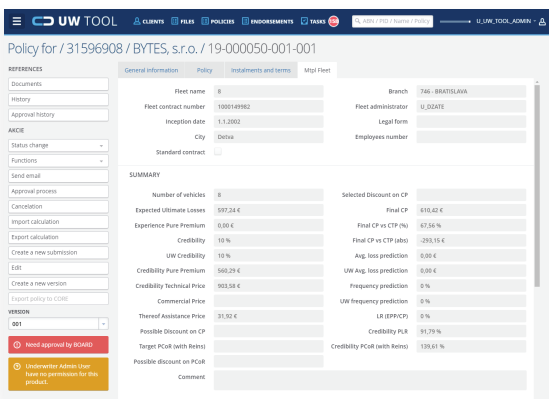 UW TOOL CLIENTS FILES POLICIES ENDORSEMENTS TASKS ARN / PID / Name / Policy U_UW_TOOL_ADMIN
Policy for / 31596908 / BYTES, s.r.o. / 19-000050-001-001
REFERENCES
Documents
History
Approval history
AKCIE
Status change
Functions
Send email
Approval process
Cancelation
Import calculation
Export calculation
Create a new submission
Edit
Create a new version
Export policy to CORE
VERSION
001
Need approval by BOARD
Underwriter Admin User
have no permission for this
product.
General information Policy Instalments and terms Mtpl Fleet
Fleet name 8 Branch 746 - BRATISLAVA
Fleet contract number 1000149982 Fleet administrator U_DZATE
Inception date 1.1.2002 Legal form
City Detva Employees number
Standard contract
SUMMARY
Number of vehicles 8 Selected Discount on CP
Expected Ultimate Losses 597,24 € Final CP 610,42 €
Experience Pure Premium 0,00 € Final CP vs CTP (%) 67,56 %
Credibility 10 % Final CP vs CTP (abs) -293,15 €
UW Credibility 10 % Avg. loss prediction 0,00 €
Credibility Pure Premium 560,29 € UW Avg. loss prediction 0,00 €
Credibility Technical Price 903,58 € Frequency prediction 0 %
Commercial Price UW frequency prediction 0 %
Thereof Assistance Price 31,92 € LR (EPP/CP) 0 %
Possible Discount on CP Credibility PLR 91,79 %
Target PCoR (with Reins) Credibility PCoR (with Reins) 139,61 %
Possible discount on PCoR
Comment